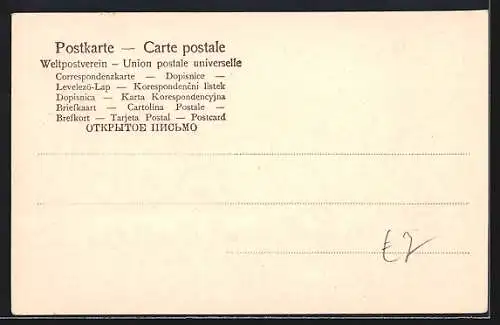 Postkarte — Carte postale
Weltpostverein – Union postale universelle
Correspondenzkarte — Dopisnice —
Levelező-Lap — Korespondenční lístek
Dopisnica — Karta Korespondencyjna
Briefkaart — Cartolina Postale —
Brefkort — Tarjeta Postal — Postcard
ОТКРЫТОЕ ПИСЬМО
£7